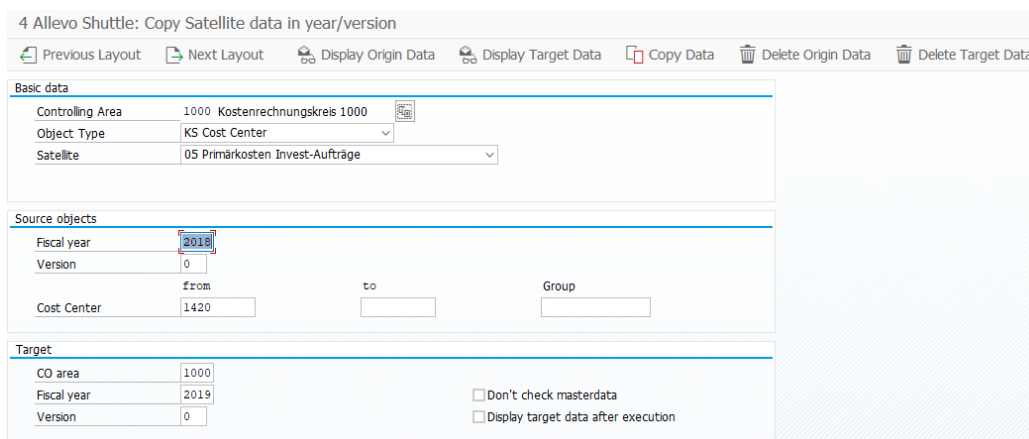 4 Allevo Shuttle: Copy Satellite data in year/version
Previous Layout Next Layout Display Origin Data Display Target Data Copy Data Delete Origin Data Delete Target Data
Basic data
Controlling Area 1000 Kostenrechnungskreis 1000
Object Type KS Cost Center
Satellite 05 Primärkosten Invest-Aufträge
Source objects
Fiscal year 2018
Version 0
from to Group
Cost Center 1420
Target
CO area 1000
Fiscal year 2019 Don't check masterdata
Version 0 Display target data after execution